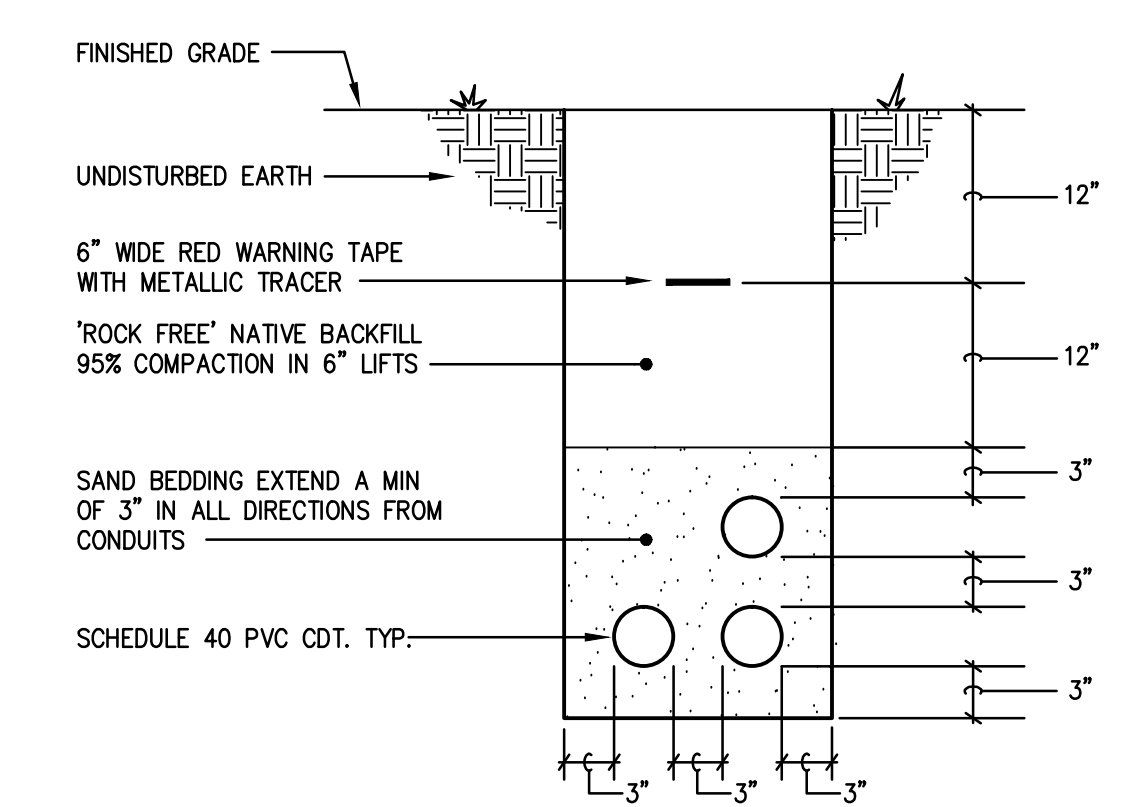 FINISHED GRADE
UNDISTURBED EARTH
12"
6" WIDE RED WARNING TAPE
WITH METALLIC TRACER
'ROCK FREE' NATIVE BACKFILL
95% COMPACTION IN 6" LIFTS
12"
SAND BEDDING EXTEND A MIN
OF 3" IN ALL DIRECTIONS FROM
CONDUITS
3"
3"
SCHEDULE 40 PVC CDT. TYP.
3"
3" 3" 3"